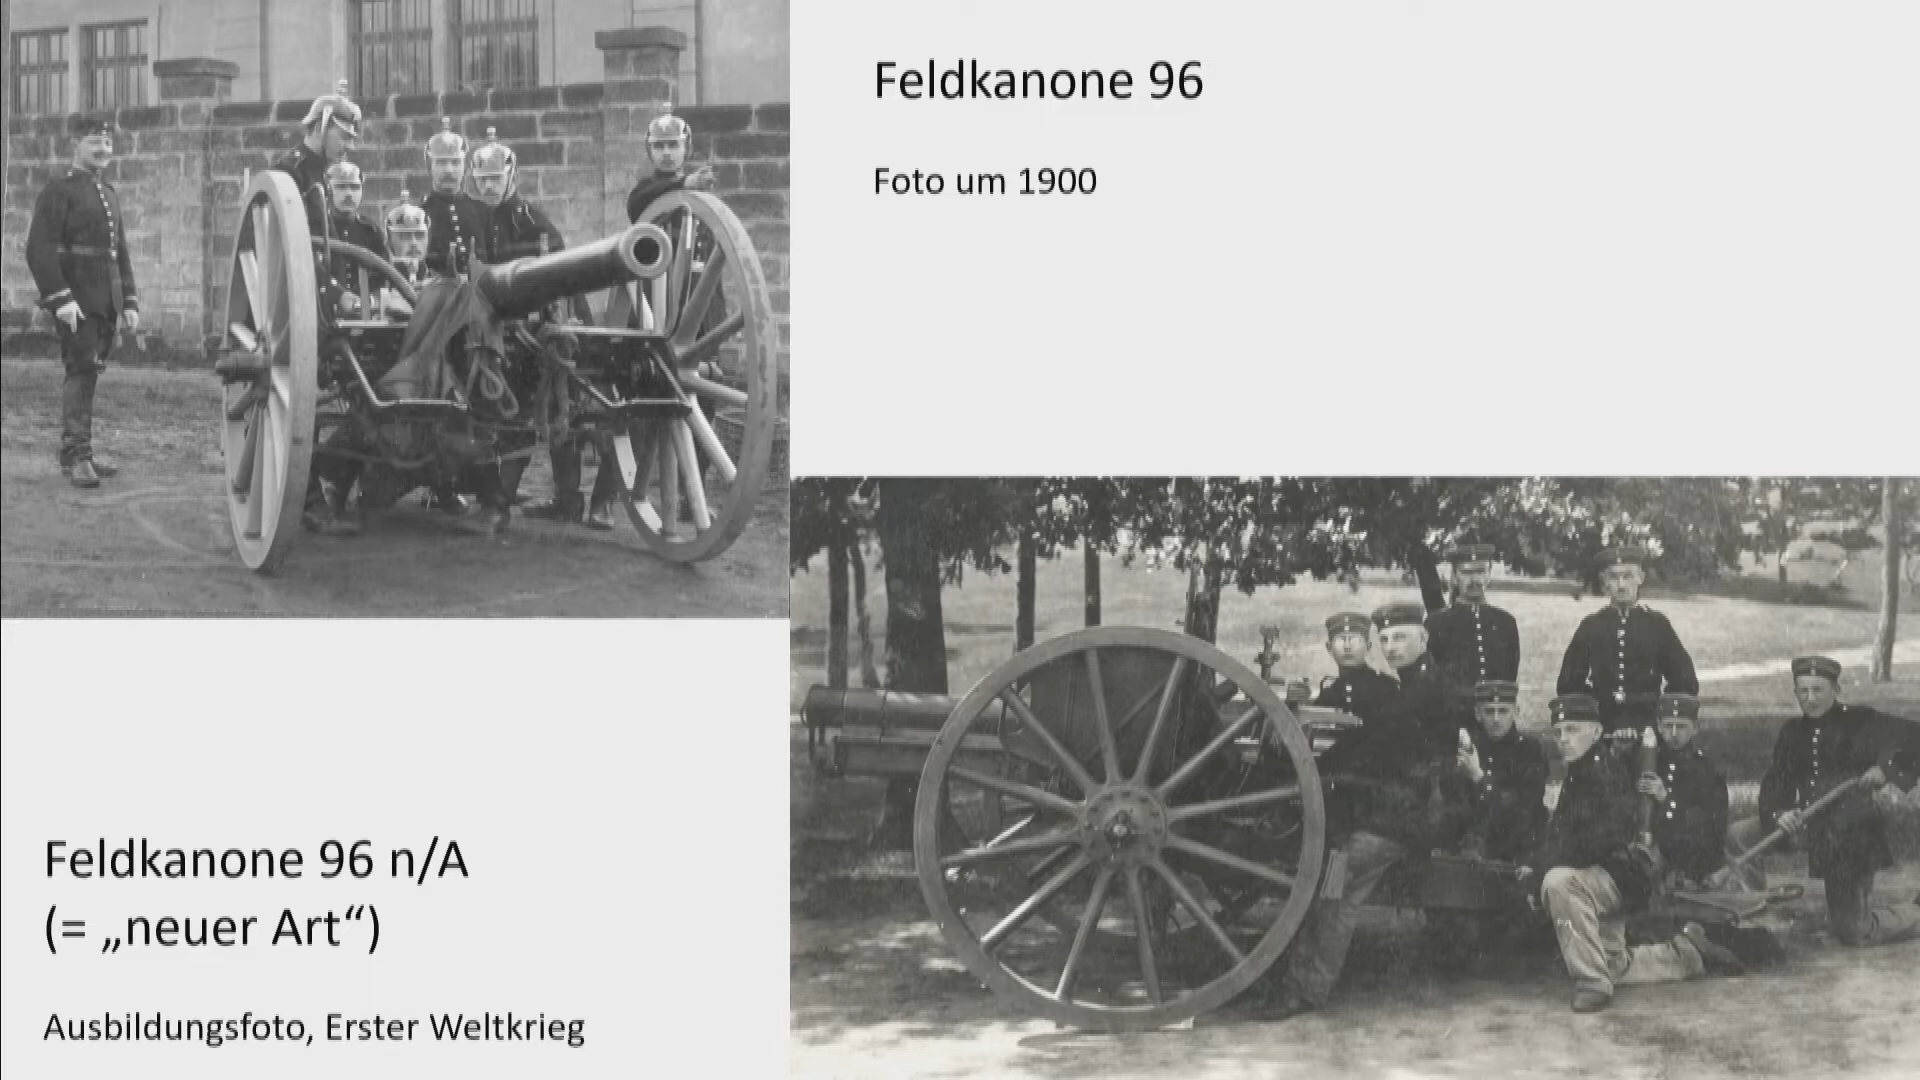 Feldkanone 96
Foto um 1900
Feldkanone 96 n/A
(= „neuer Art“)
Ausbildungsfoto, Erster Weltkrieg